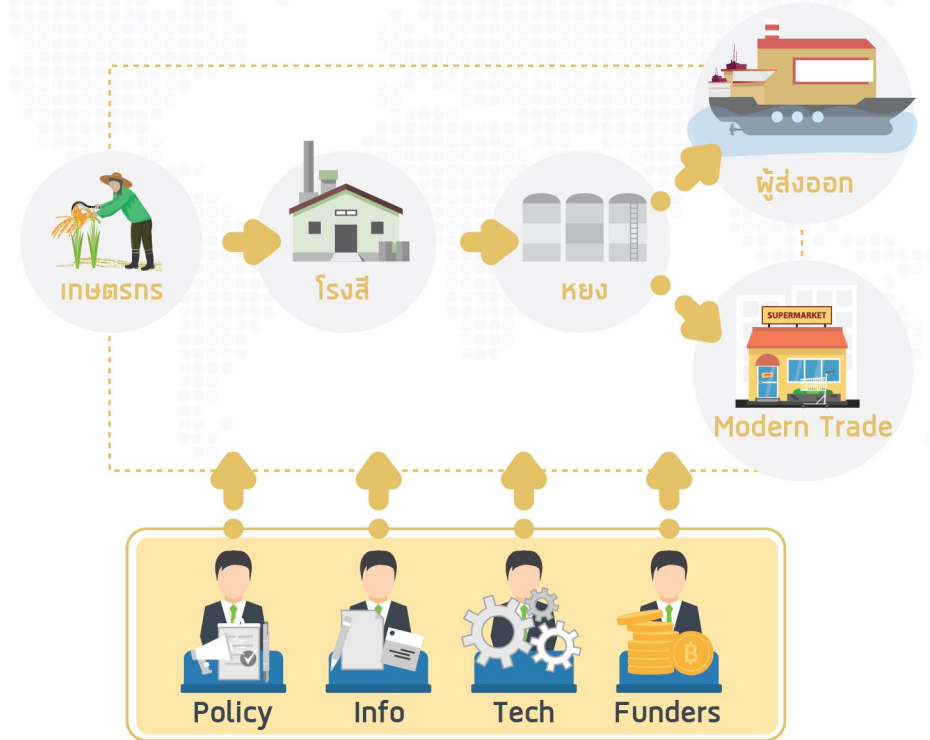 ผู้ส่งออก
เกษตรกร
โรงสี
หยง
SUPERMARKET
Modern Trade
Policy
Info
Tech
Funders
฿